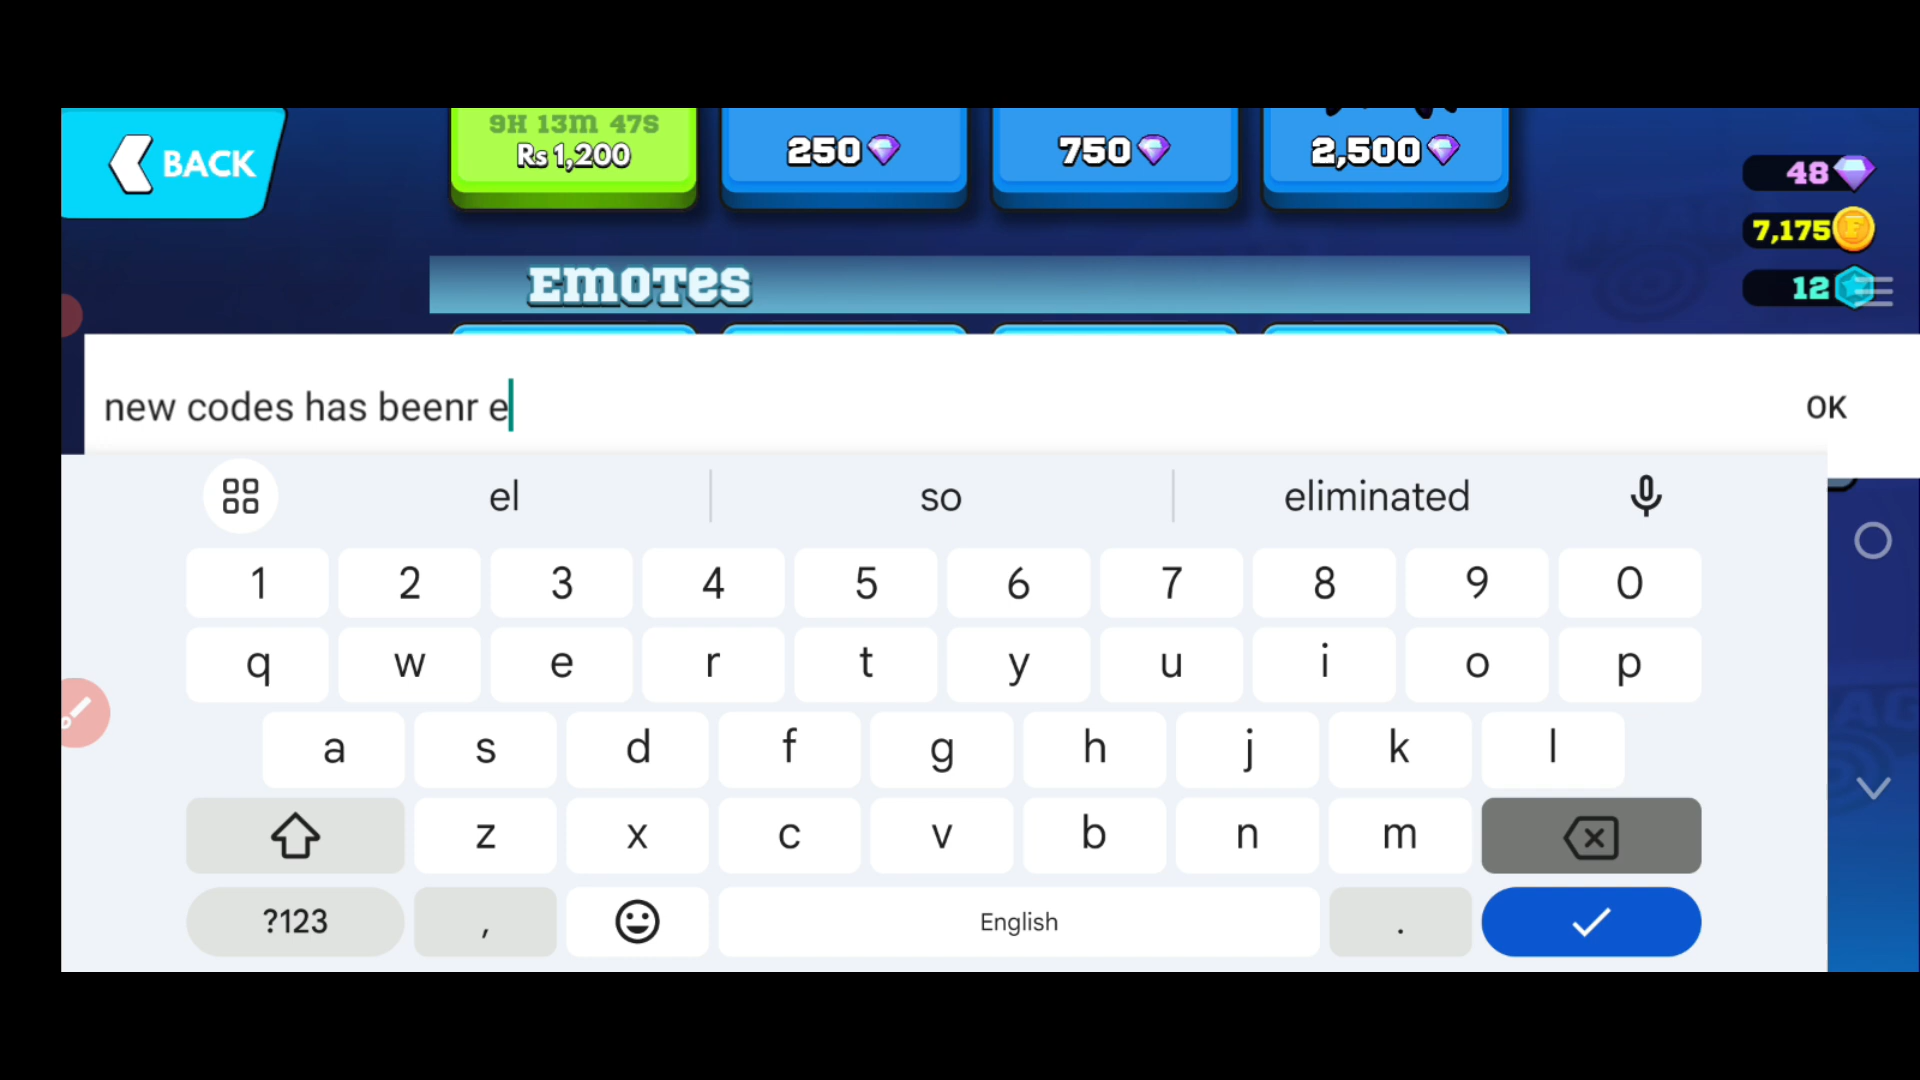 BACK
9H 13m 47s
Rs 1,200
250
750
2,500
48
7,175
12
EmoTes
new codes has beenr e
OK
el
so
eliminated
1 2 3 4 5 6 7 8 9 0
q w e r t y u i o p
a s d f g h j k l
z x c v b n m
?123
,
English
.